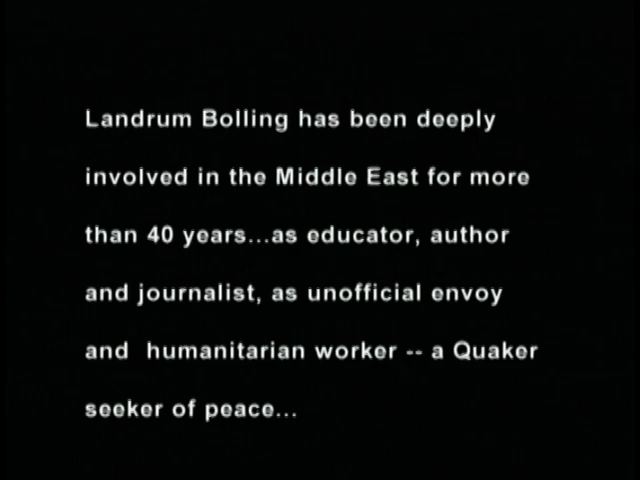 Landrum Bolling has been deeply
involved in the Middle East for more
than 40 years...as educator, author
and journalist, as unofficial envoy
and  humanitarian worker -- a Quaker
seeker of peace...